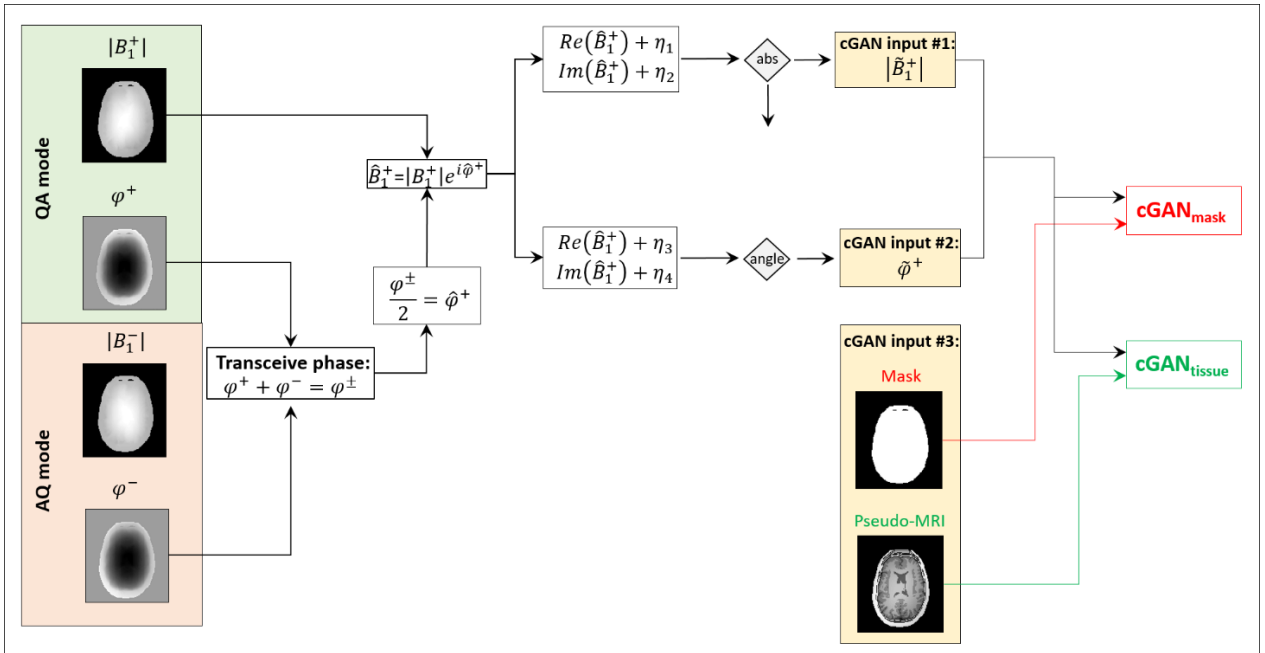 QA mode
|B₁⁺|
φ⁺
AQ mode
|B₁⁻|
φ⁻
Transceive phase:
φ⁺ + φ⁻ = φ^±
φ^±/2 = φ̂⁺
B̂₁⁺=|B₁⁺|e^{iφ̂⁺}
Re(B̂₁⁺) + η₁
Im(B̂₁⁺) + η₂
abs
cGAN input #1:
|B̃₁⁺|
Re(B̂₁⁺) + η₃
Im(B̂₁⁺) + η₄
angle
cGAN input #2:
φ̃⁺
cGAN input #3:
Mask
Pseudo-MRI
cGAN_mask
cGAN_tissue